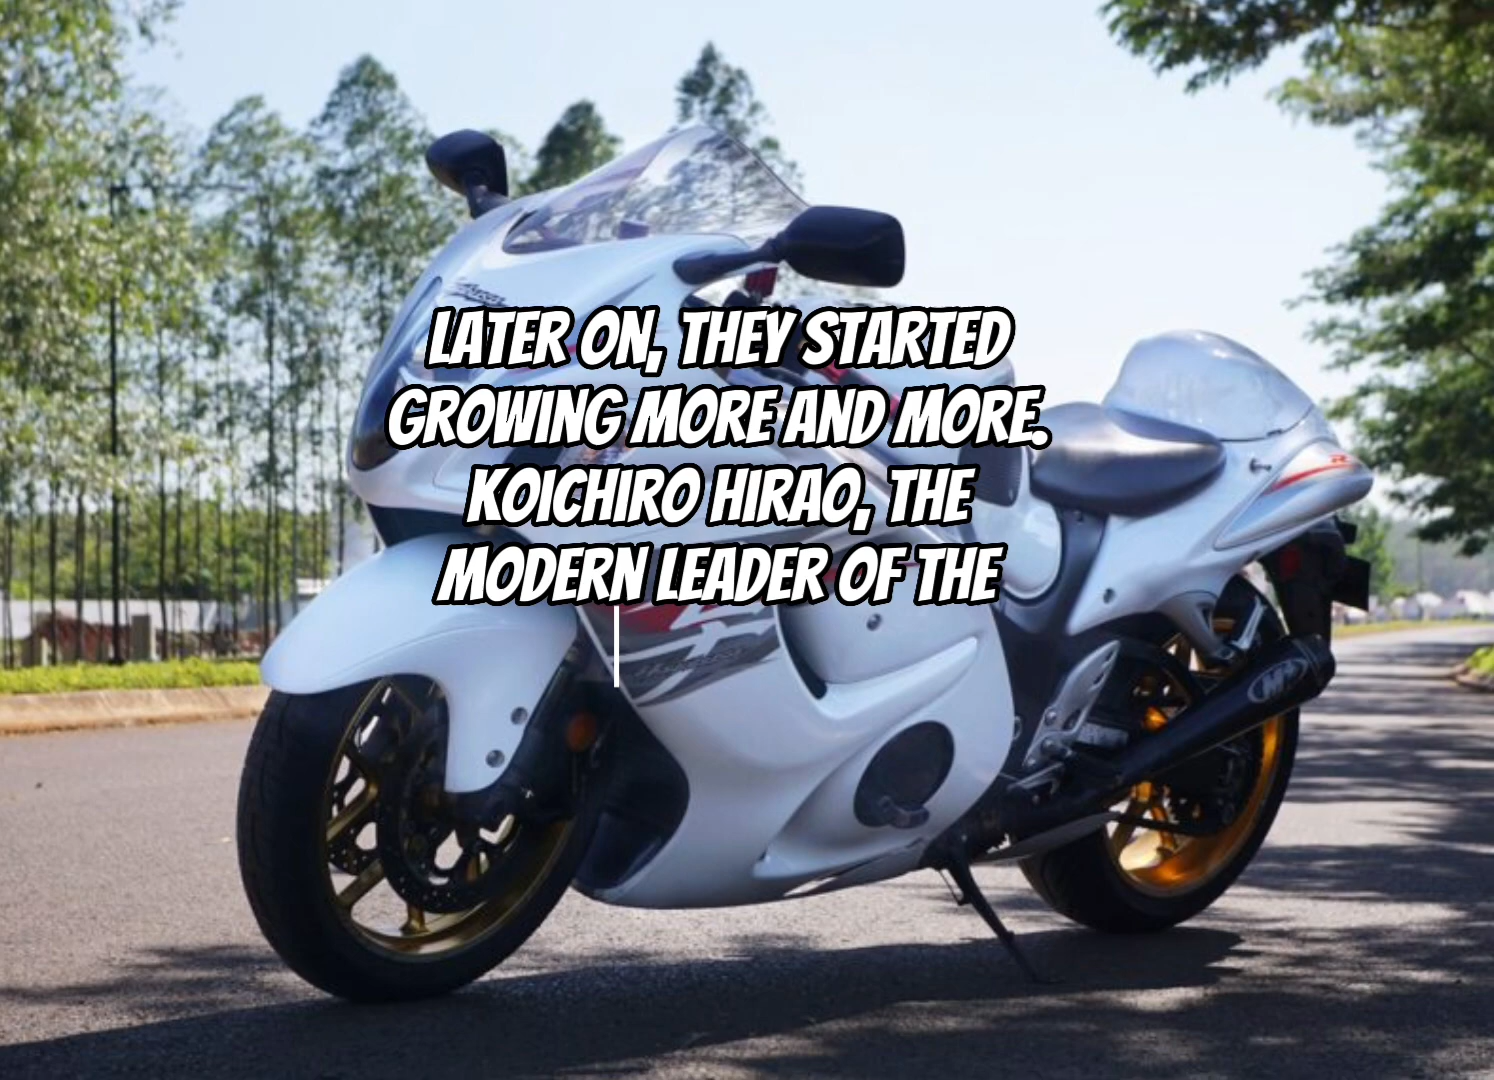 LATER ON, THEY STARTED
GROWING MORE AND MORE.
KOICHIRO HIRAO, THE
MODERN LEADER OF THE